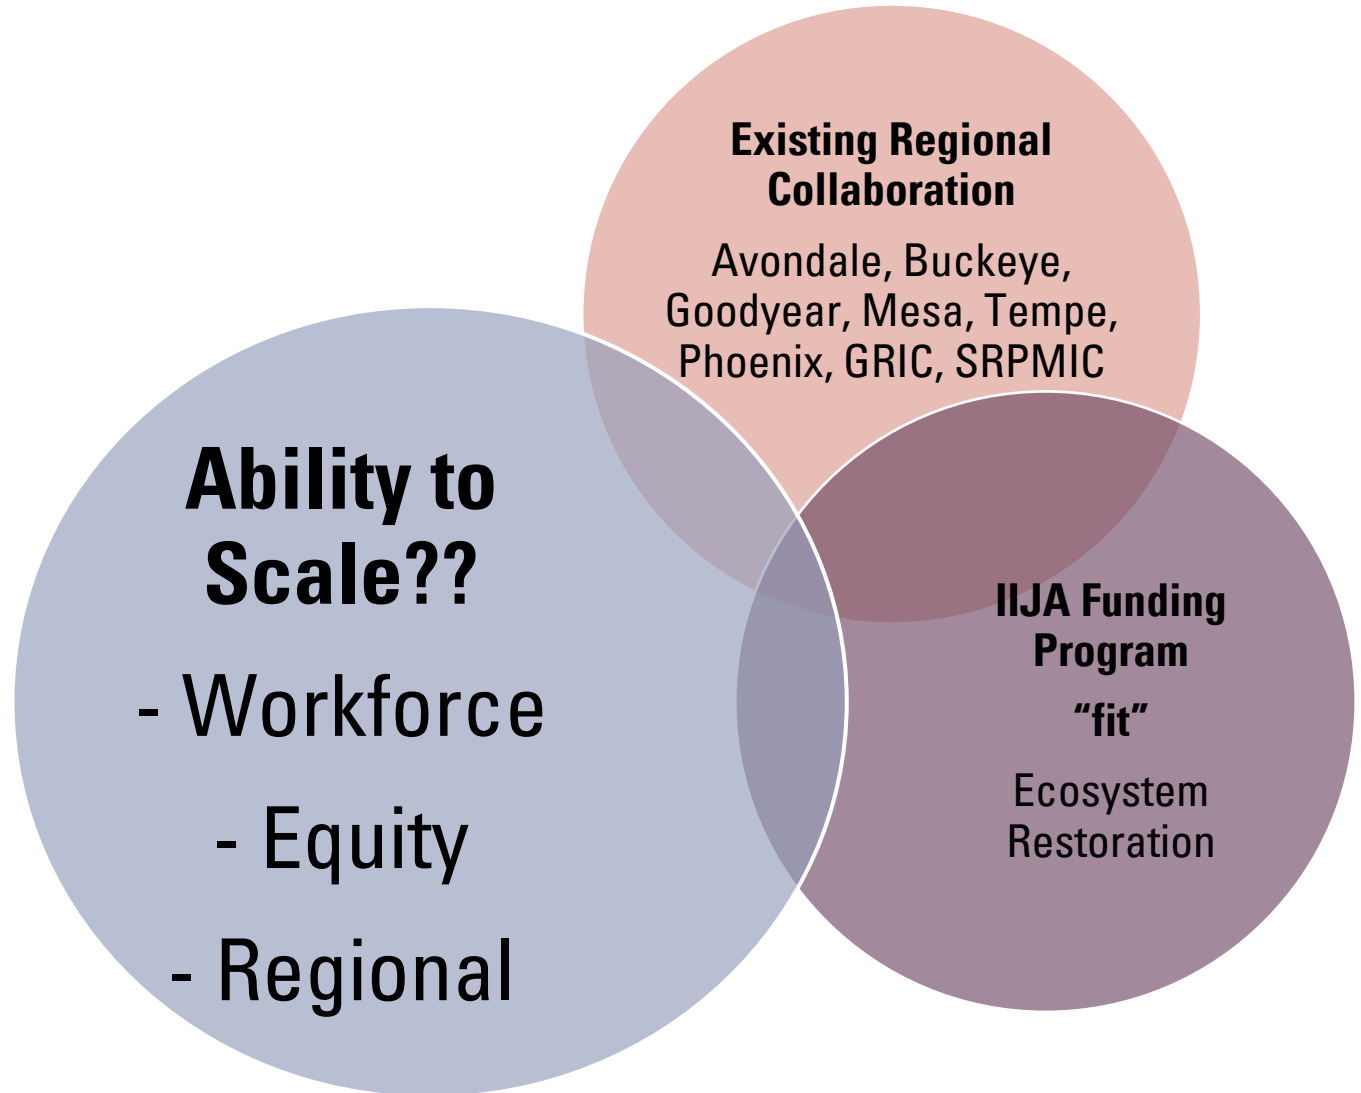 Existing Regional
Collaboration
Avondale, Buckeye,
Goodyear, Mesa, Tempe,
Phoenix, GRIC, SRPMIC
Ability to
Scale??
- Workforce
- Equity
- Regional
IIJA Funding
Program
“fit”
Ecosystem
Restoration